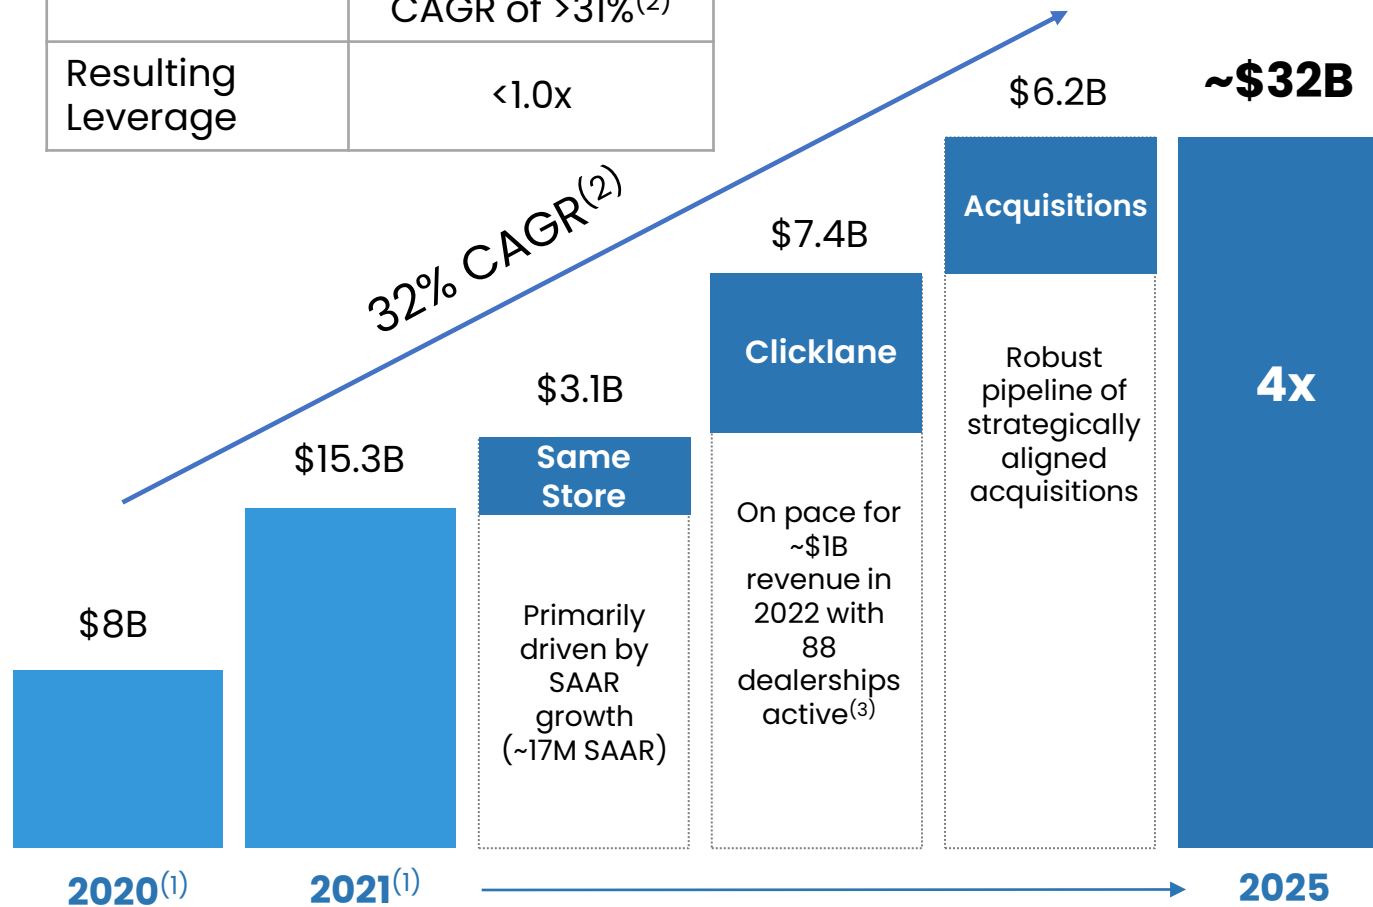 CAGR of >31%(2)
Resulting
Leverage
<1.0x
32% CAGR(2)
$8B
$15.3B
$3.1B
Same
Store
Primarily
driven by
SAAR
growth
(~17M SAAR)
$7.4B
Clicklane
On pace for
~$1B
revenue in
2022 with
88
dealerships
active(3)
$6.2B
Acquisitions
Robust
pipeline of
strategically
aligned
acquisitions
~$32B
4x
2020(1)
2021(1)
2025